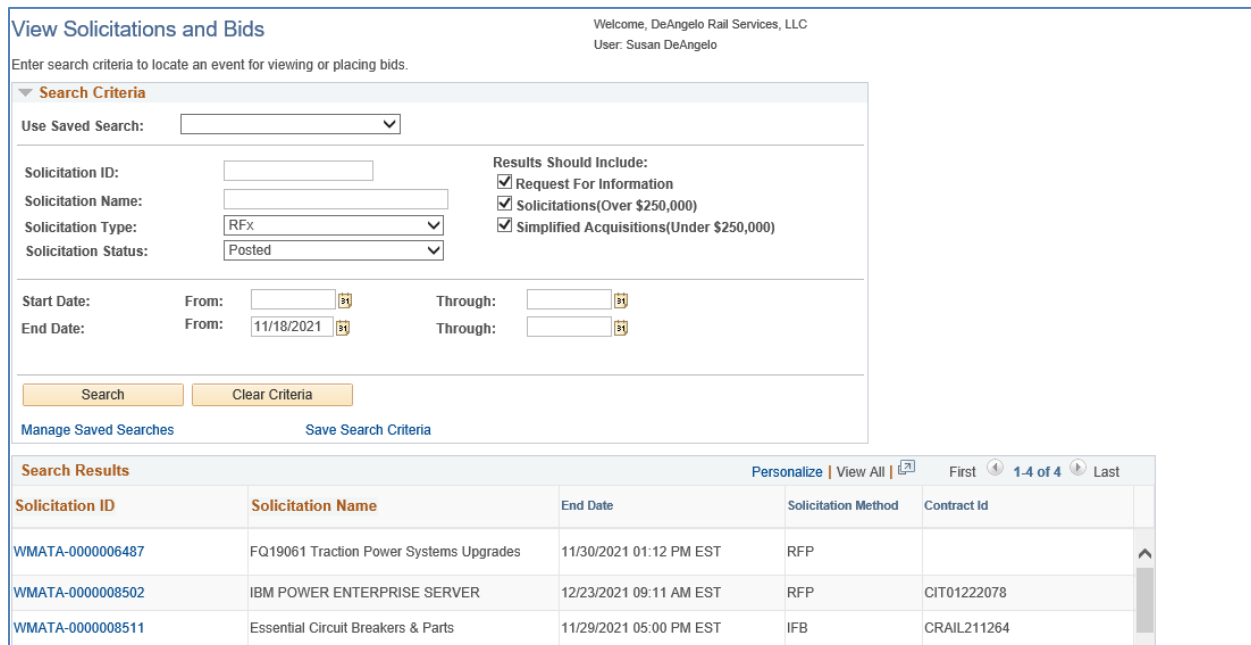 View Solicitations and Bids
Welcome, DeAngelo Rail Services, LLC
User: Susan DeAngelo
Enter search criteria to locate an event for viewing or placing bids.
Search Criteria
Use Saved Search:
Solicitation ID:
Results Should Include:
Request For Information
Solicitation Name:
Solicitations(Over $250,000)
Solicitation Type: RFx
Simplified Acquisitions(Under $250,000)
Solicitation Status: Posted
Start Date: From: 31 Through: 31
End Date: From: 11/18/2021 31 Through: 31
Search Clear Criteria
Manage Saved Searches Save Search Criteria
Search Results Personalize | View All | First 1-4 of 4 Last
Solicitation ID Solicitation Name End Date Solicitation Method Contract Id
WMATA-0000006487 FQ19061 Traction Power Systems Upgrades 11/30/2021 01:12 PM EST RFP
WMATA-0000008502 IBM POWER ENTERPRISE SERVER 12/23/2021 09:11 AM EST RFP CIT01222078
WMATA-0000008511 Essential Circuit Breakers & Parts 11/29/2021 05:00 PM EST IFB CRAIL211264